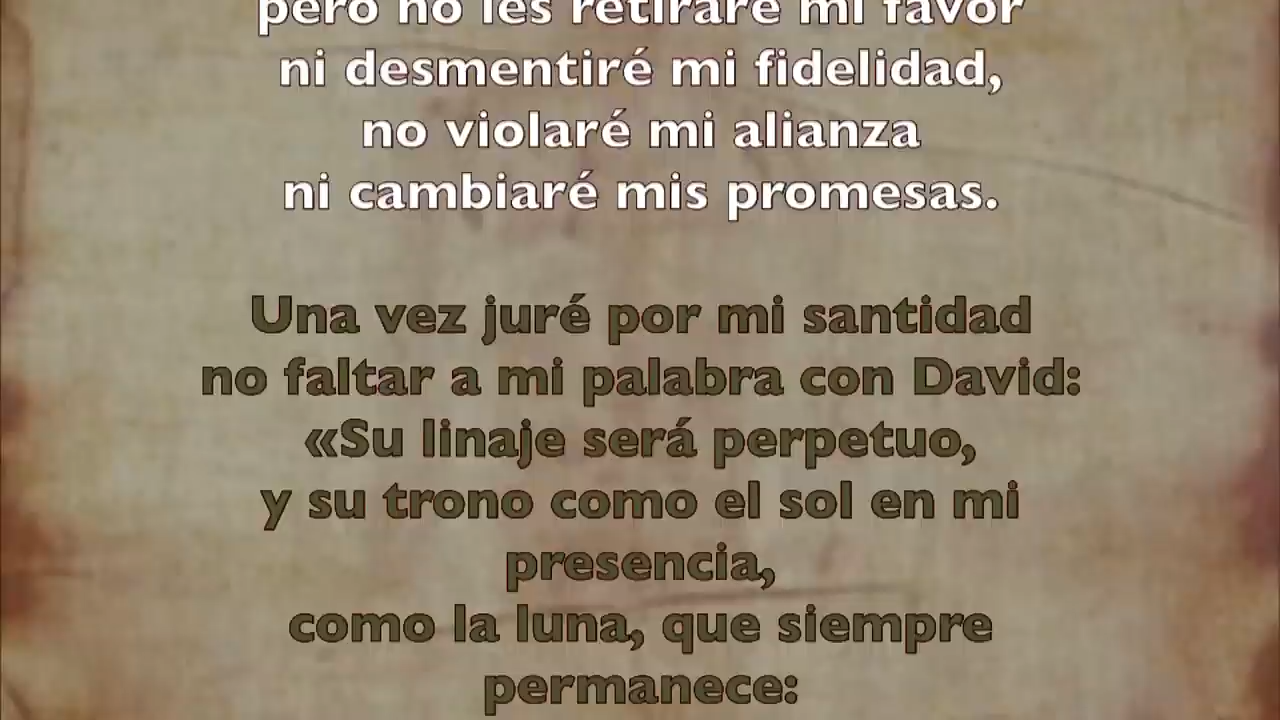 pero no les retiraré mi favor
ni desmentiré mi fidelidad,
no violaré mi alianza
ni cambiaré mis promesas.
Una vez juré por mi santidad
no faltar a mi palabra con David:
«Su linaje será perpetuo,
y su trono como el sol en mi
presencia,
como la luna, que siempre
permanece: